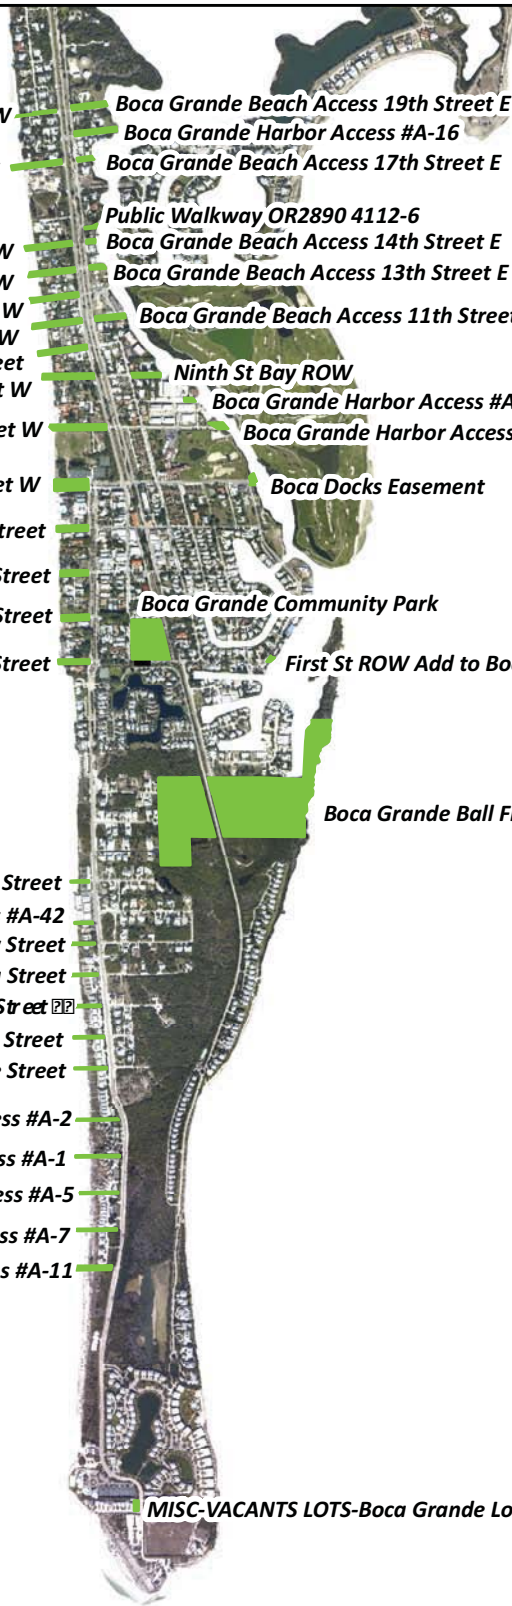 W
Boca Grande Beach Access 19th Street E
Boca Grande Harbor Access #A-16
Boca Grande Beach Access 17th Street E
Public Walkway OR2890 4112-6
W
Boca Grande Beach Access 14th Street E
W
Boca Grande Beach Access 13th Street E
W
Boca Grande Beach Access 11th Street
W
eet
Ninth St Bay ROW
t W
Boca Grande Harbor Access #A
et W
Boca Grande Harbor Access
et W
Boca Docks Easement
treet
Street
Boca Grande Community Park
Street
Street
First St ROW Add to Bo
Boca Grande Ball F
Street
#A-42
Street
Street
Street
Street
Street
ess #A-2
ss #A-1
ess #A-5
ss #A-7
s #A-11
MISC-VACANTS LOTS-Boca Grande Lo